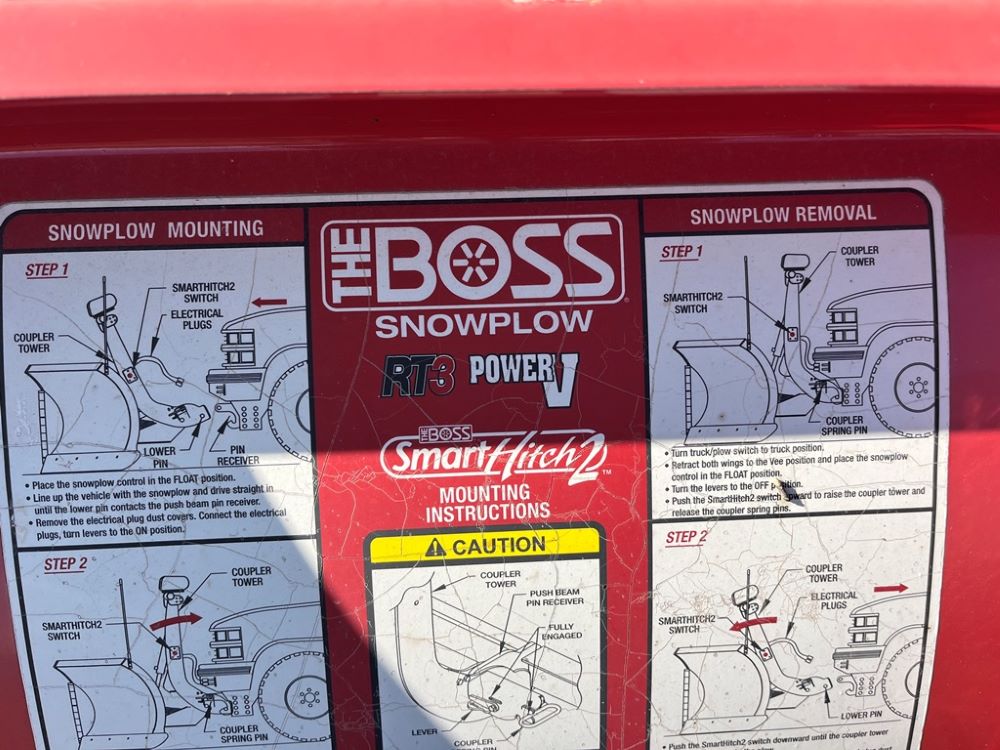 SNOWPLOW MOUNTING
STEP 1
SMARTHITCH2
SWITCH
ELECTRICAL
PLUGS
COUPLER
TOWER
LOWER
PIN
PIN
RECEIVER
• Place the snowplow control in the FLOAT position.
• Line up the vehicle with the snowplow and drive straight in
until the lower pin contacts the push beam pin receiver.
• Remove the electrical plug dust covers. Connect the electrical
plugs, turn levers to the ON position.
STEP 2
COUPLER
TOWER
SMARTHITCH2
SWITCH
COUPLER
SPRING PIN
THE BOSS
SNOWPLOW
RT3 POWER V
THE BOSS
SmartHitch2 TM
MOUNTING
INSTRUCTIONS
CAUTION
COUPLER
TOWER
PUSH BEAM
PIN RECEIVER
FULLY
ENGAGED
LEVER
COUPLER
SNOWPLOW REMOVAL
STEP 1
COUPLER
TOWER
SMARTHITCH2
SWITCH
COUPLER
SPRING PIN
• Turn truck/plow switch to truck position.
• Retract both wings to the Vee position and place the snowplow
control in the FLOAT position.
• Turn the levers to the OFF position.
• Push the SmartHitch2 switch upward to raise the coupler tower and
release the coupler spring pins.
STEP 2
COUPLER
TOWER
ELECTRICAL
PLUGS
SMARTHITCH2
SWITCH
LOWER PIN
• Push the SmartHitch2 switch downward until the coupler tower